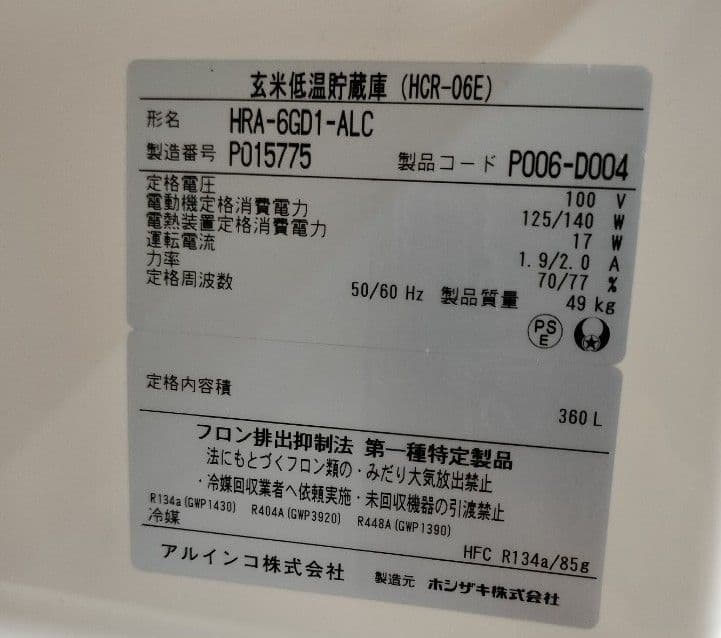 玄米低温貯蔵庫 (HCR-06E)
形名 HRA-6GD1-ALC
製造番号 P015775 製品コード P006-D004
定格電圧 100 V
電動機定格消費電力 125/140 W
電熱装置定格消費電力 17 W
運転電流 1.9/2.0 A
力率 70/77 %
定格周波数 50/60 Hz 製品質量 49 kg
PS
E
定格内容積 360 L
フロン排出抑制法 第一種特定製品
法にもとづくフロン類の・みだり大気放出禁止
・冷媒回収業者へ依頼実施・未回収機器の引渡禁止
R134a(GWP1430) R404A(GWP3920) R448A(GWP1390)
冷媒 HFC R134a/85g
アルインコ株式会社 製造元 ホシザキ株式会社